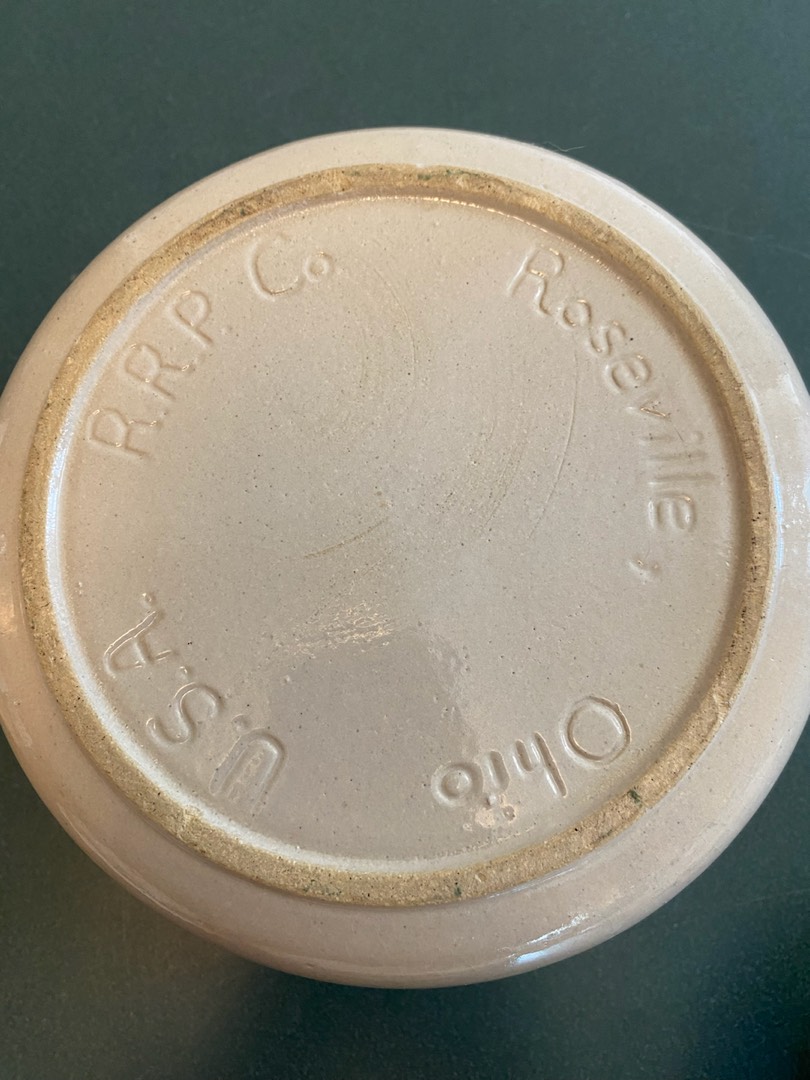 R.R.P. Co.
Roseville,
Ohio
U.S.A.